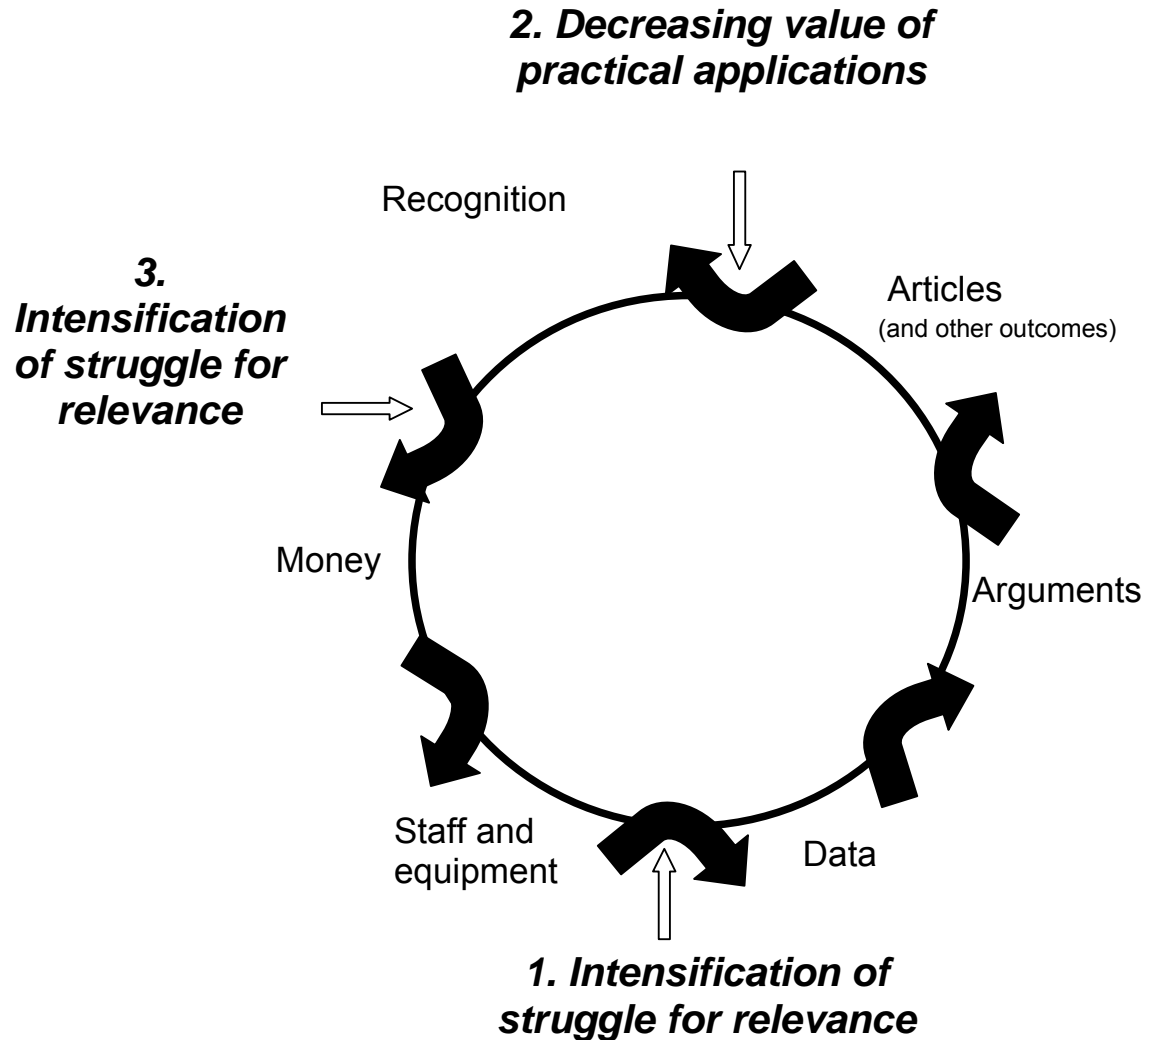 2. Decreasing value of
practical applications
Recognition
3.
Intensification
of struggle for
relevance
Articles
(and other outcomes)
Money
Arguments
Staff and
equipment
Data
1. Intensification of
struggle for relevance